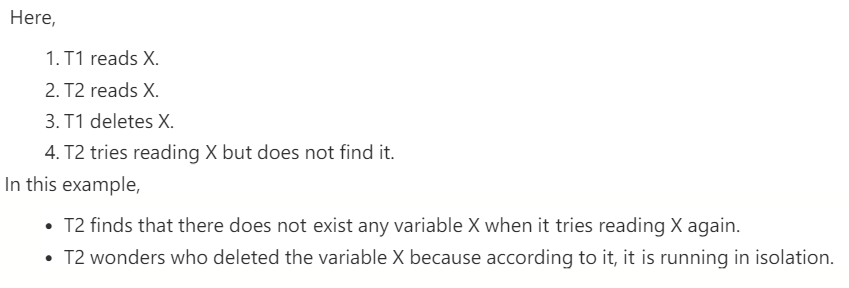 Here,
1. T1 reads X.
2. T2 reads X.
3. T1 deletes X.
4. T2 tries reading X but does not find it.
In this example,
• T2 finds that there does not exist any variable X when it tries reading X again.
• T2 wonders who deleted the variable X because according to it, it is running in isolation.